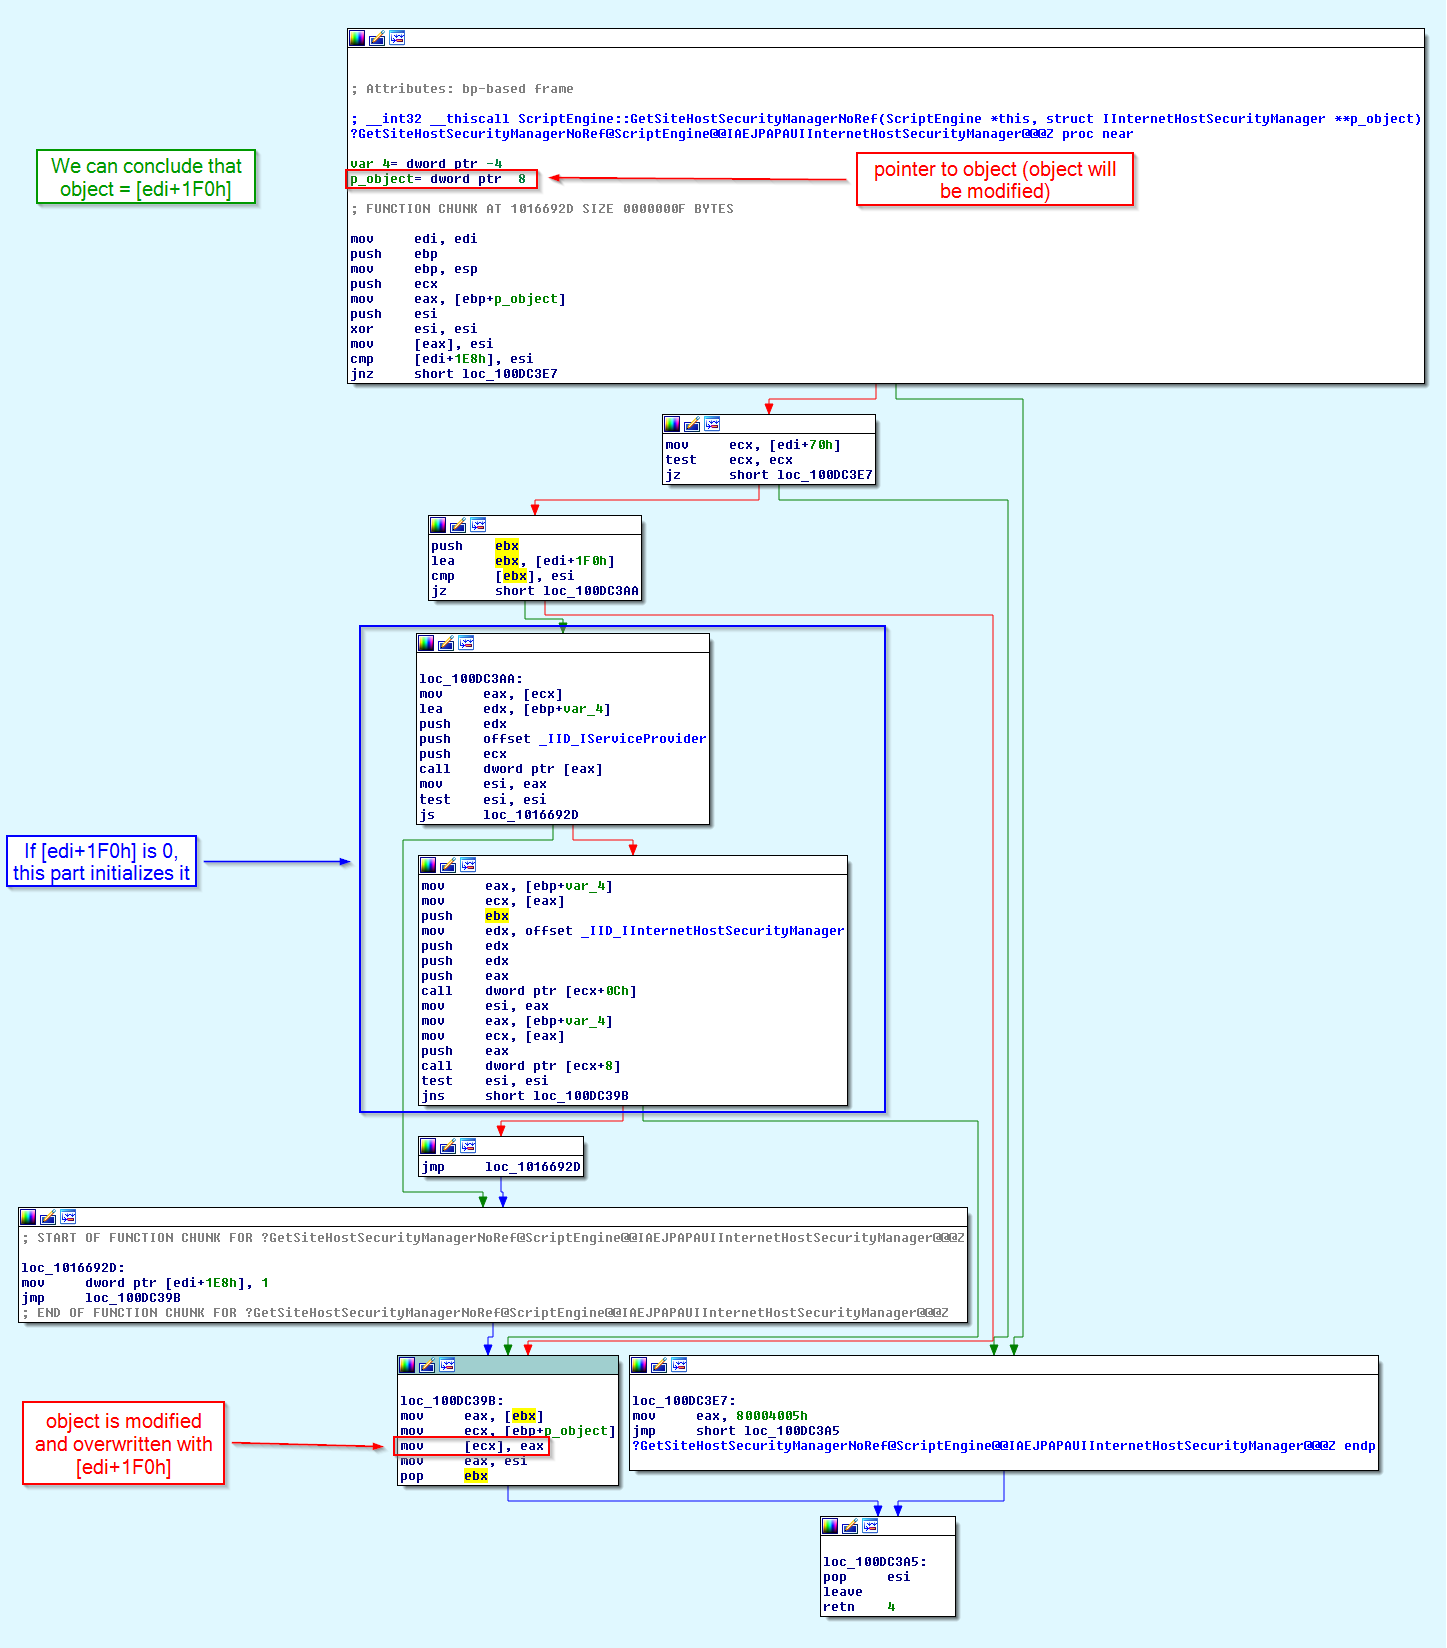 ; Attributes: bp-based frame
; __int32 __thiscall ScriptEngine::GetSiteHostSecurityManagerNoRef(ScriptEngine *this, struct IInternetHostSecurityManager **p_object)
?GetSiteHostSecurityManagerNoRef@ScriptEngine@@IAEJPAPAUIInternetHostSecurityManager@@@Z proc near
var_4= dword ptr -4
p_object= dword ptr  8
; FUNCTION CHUNK AT 1016692D SIZE 0000000F BYTES
mov     edi, edi
push    ebp
mov     ebp, esp
push    ecx
mov     eax, [ebp+p_object]
push    esi
xor     esi, esi
mov     [eax], esi
cmp     [edi+1E8h], esi
jnz     short loc_100DC3E7
We can conclude that
object = [edi+1F0h]
pointer to object (object will
be modified)
mov     ecx, [edi+70h]
test    ecx, ecx
jz      short loc_100DC3E7
push    ebx
lea     ebx, [edi+1F0h]
cmp     [ebx], esi
jz      short loc_100DC3AA
loc_100DC3AA:
mov     eax, [ecx]
lea     edx, [ebp+var_4]
push    edx
push    offset _IID_IServiceProvider
push    ecx
call    dword ptr [eax]
mov     esi, eax
test    esi, esi
js      loc_1016692D
If [edi+1F0h] is 0,
this part initializes it
mov     eax, [ebp+var_4]
mov     ecx, [eax]
push    ebx
mov     edx, offset _IID_IInternetHostSecurityManager
push    edx
push    edx
push    eax
call    dword ptr [ecx+0Ch]
mov     esi, eax
mov     eax, [ebp+var_4]
mov     ecx, [eax]
push    eax
call    dword ptr [ecx+8]
test    esi, esi
jns     short loc_100DC39B
jmp     loc_1016692D
; START OF FUNCTION CHUNK FOR ?GetSiteHostSecurityManagerNoRef@ScriptEngine@@IAEJPAPAUIInternetHostSecurityManager@@@Z
loc_1016692D:
mov     dword ptr [edi+1E8h], 1
jmp     loc_100DC39B
; END OF FUNCTION CHUNK FOR ?GetSiteHostSecurityManagerNoRef@ScriptEngine@@IAEJPAPAUIInternetHostSecurityManager@@@Z
object is modified
and overwritten with
[edi+1F0h]
loc_100DC39B:
mov     eax, [ebx]
mov     ecx, [ebp+p_object]
mov     [ecx], eax
mov     eax, esi
pop     ebx
loc_100DC3E7:
mov     eax, 80004005h
jmp     short loc_100DC3A5
?GetSiteHostSecurityManagerNoRef@ScriptEngine@@IAEJPAPAUIInternetHostSecurityManager@@@Z endp
loc_100DC3A5:
pop     esi
leave
retn    4